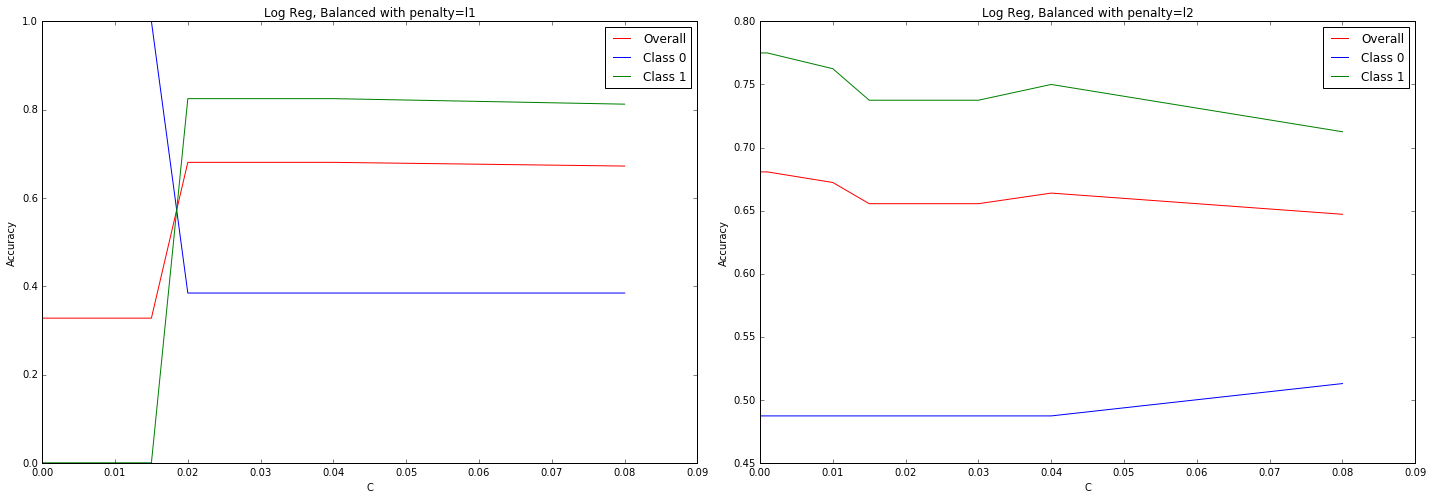 Log Reg, Balanced with penalty=l1
1.0
0.8
0.6
0.4
0.2
0.0
Accuracy
Overall
Class 0
Class 1
0.00 0.01 0.02 0.03 0.04 0.05 0.06 0.07 0.08 0.09
C
Log Reg, Balanced with penalty=l2
0.80
0.75
0.70
0.65
0.60
0.55
0.50
0.45
Accuracy
Overall
Class 0
Class 1
0.00 0.01 0.02 0.03 0.04 0.05 0.06 0.07 0.08 0.09
C